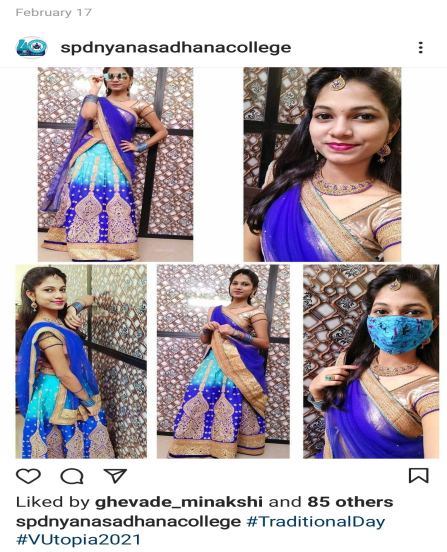 February 17
spdnyanasadhanacollege
Liked by ghevade_minakshi and 85 others
spdnyanasadhanacollege #TraditionalDay
#VUtopia2021